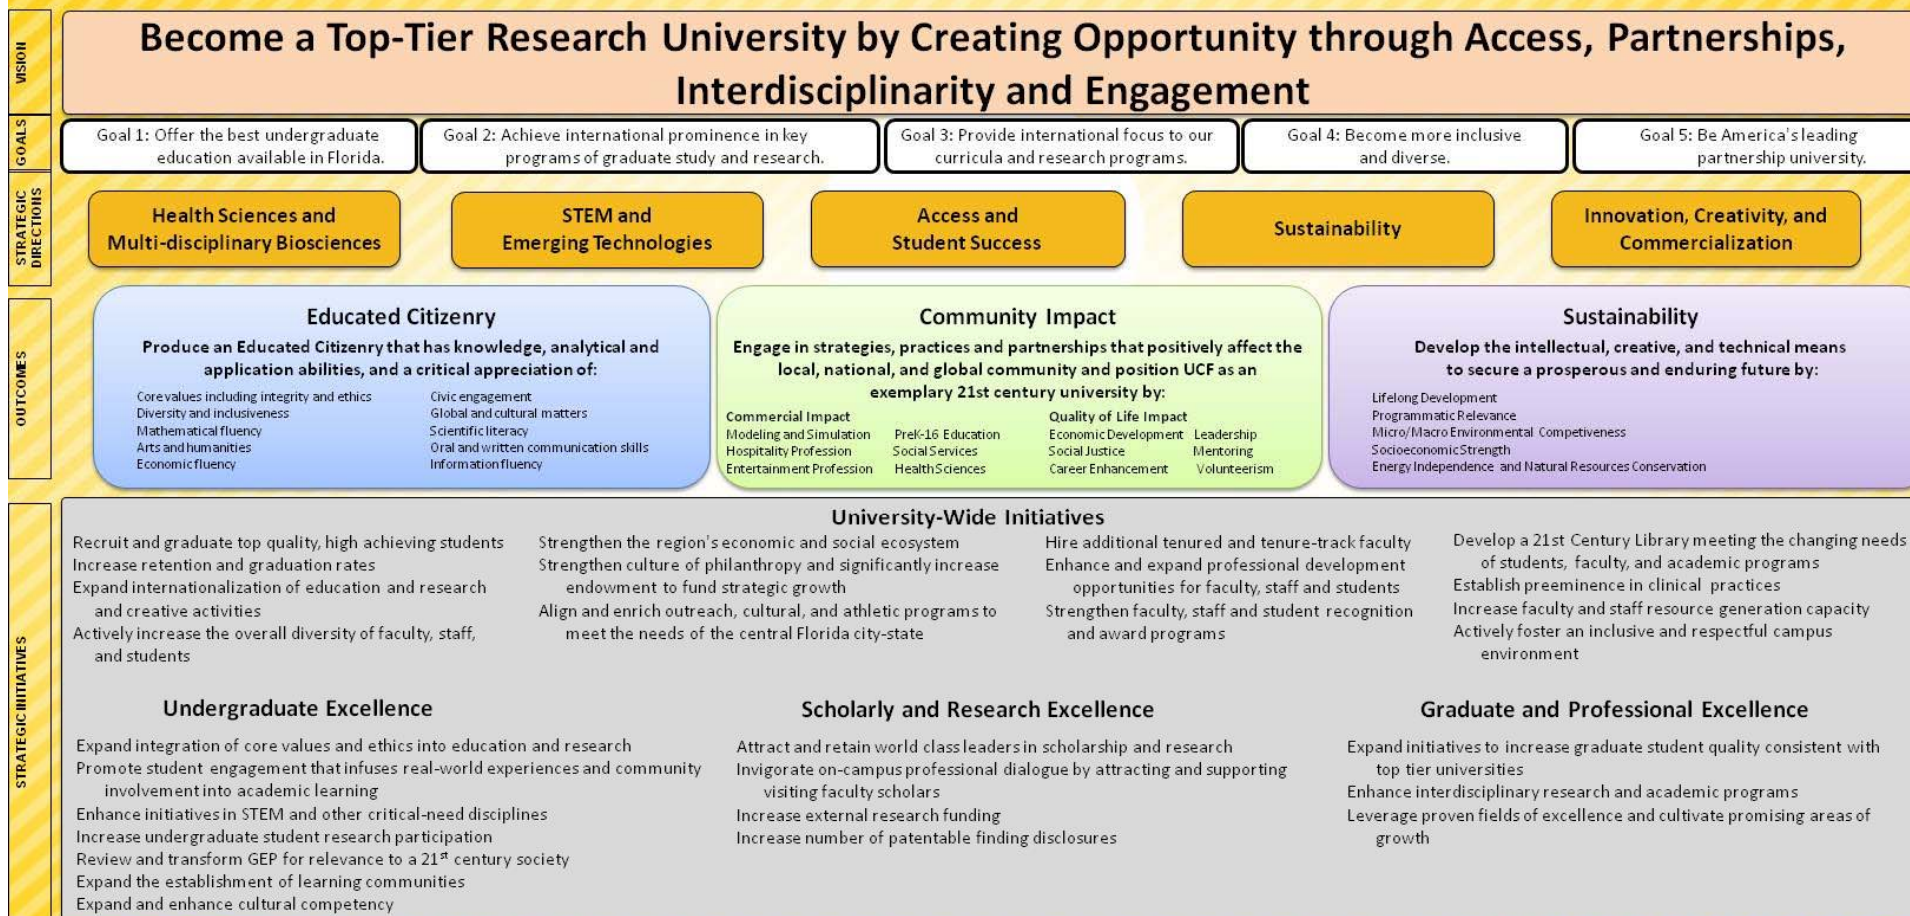 VISION
Become a Top-Tier Research University by Creating Opportunity through Access, Partnerships,
Interdisciplinarity and Engagement
GOALS
Goal 1: Offer the best undergraduate
education available in Florida.
Goal 2: Achieve international prominence in key
programs of graduate study and research.
Goal 3: Provide international focus to our
curricula and research programs.
Goal 4: Become more inclusive
and diverse.
Goal 5: Be America's leading
partnership university.
STRATEGIC
DIRECTIONS
Health Sciences and
Multi-disciplinary Biosciences
STEM and
Emerging Technologies
Access and
Student Success
Sustainability
Innovation, Creativity, and
Commercialization
OUTCOMES
Educated Citizenry
Produce an Educated Citizenry that has knowledge, analytical and
application abilities, and a critical appreciation of:
Core values including integrity and ethics
Diversity and inclusiveness
Mathematical fluency
Arts and humanities
Economic fluency
Civic engagement
Global and cultural matters
Scientific literacy
Oral and written communication skills
Information fluency
Community Impact
Engage in strategies, practices and partnerships that positively affect the
local, national, and global community and position UCF as an
exemplary 21st century university by:
Commercial Impact
Modeling and Simulation
Hospitality Profession
Entertainment Profession
PreK-16 Education
Social Services
Health Sciences
Quality of Life Impact
Economic Development
Social Justice
Career Enhancement
Leadership
Mentoring
Volunteerism
Sustainability
Develop the intellectual, creative, and technical means
to secure a prosperous and enduring future by:
Lifelong Development
Programmatic Relevance
Micro/Macro Environmental Competiveness
Socioeconomic Strength
Energy Independence and Natural Resources Conservation
STRATEGIC INITIATIVES
University-Wide Initiatives
Recruit and graduate top quality, high achieving students
Increase retention and graduation rates
Expand internationalization of education and research
and creative activities
Actively increase the overall diversity of faculty, staff,
and students
Strengthen the region's economic and social ecosystem
Strengthen culture of philanthropy and significantly increase
endowment to fund strategic growth
Align and enrich outreach, cultural, and athletic programs to
meet the needs of the central Florida city-state
Hire additional tenured and tenure-track faculty
Enhance and expand professional development
opportunities for faculty, staff and students
Strengthen faculty, staff and student recognition
and award programs
Develop a 21st Century Library meeting the changing needs
of students, faculty, and academic programs
Establish preeminence in clinical practices
Increase faculty and staff resource generation capacity
Actively foster an inclusive and respectful campus
environment
Undergraduate Excellence
Expand integration of core values and ethics into education and research
Promote student engagement that infuses real-world experiences and community
involvement into academic learning
Enhance initiatives in STEM and other critical-need disciplines
Increase undergraduate student research participation
Review and transform GEP for relevance to a 21st century society
Expand the establishment of learning communities
Expand and enhance cultural competency
Scholarly and Research Excellence
Attract and retain world class leaders in scholarship and research
Invigorate on-campus professional dialogue by attracting and supporting
visiting faculty scholars
Increase external research funding
Increase number of patentable finding disclosures
Graduate and Professional Excellence
Expand initiatives to increase graduate student quality consistent with
top tier universities
Enhance interdisciplinary research and academic programs
Leverage proven fields of excellence and cultivate promising areas of
growth